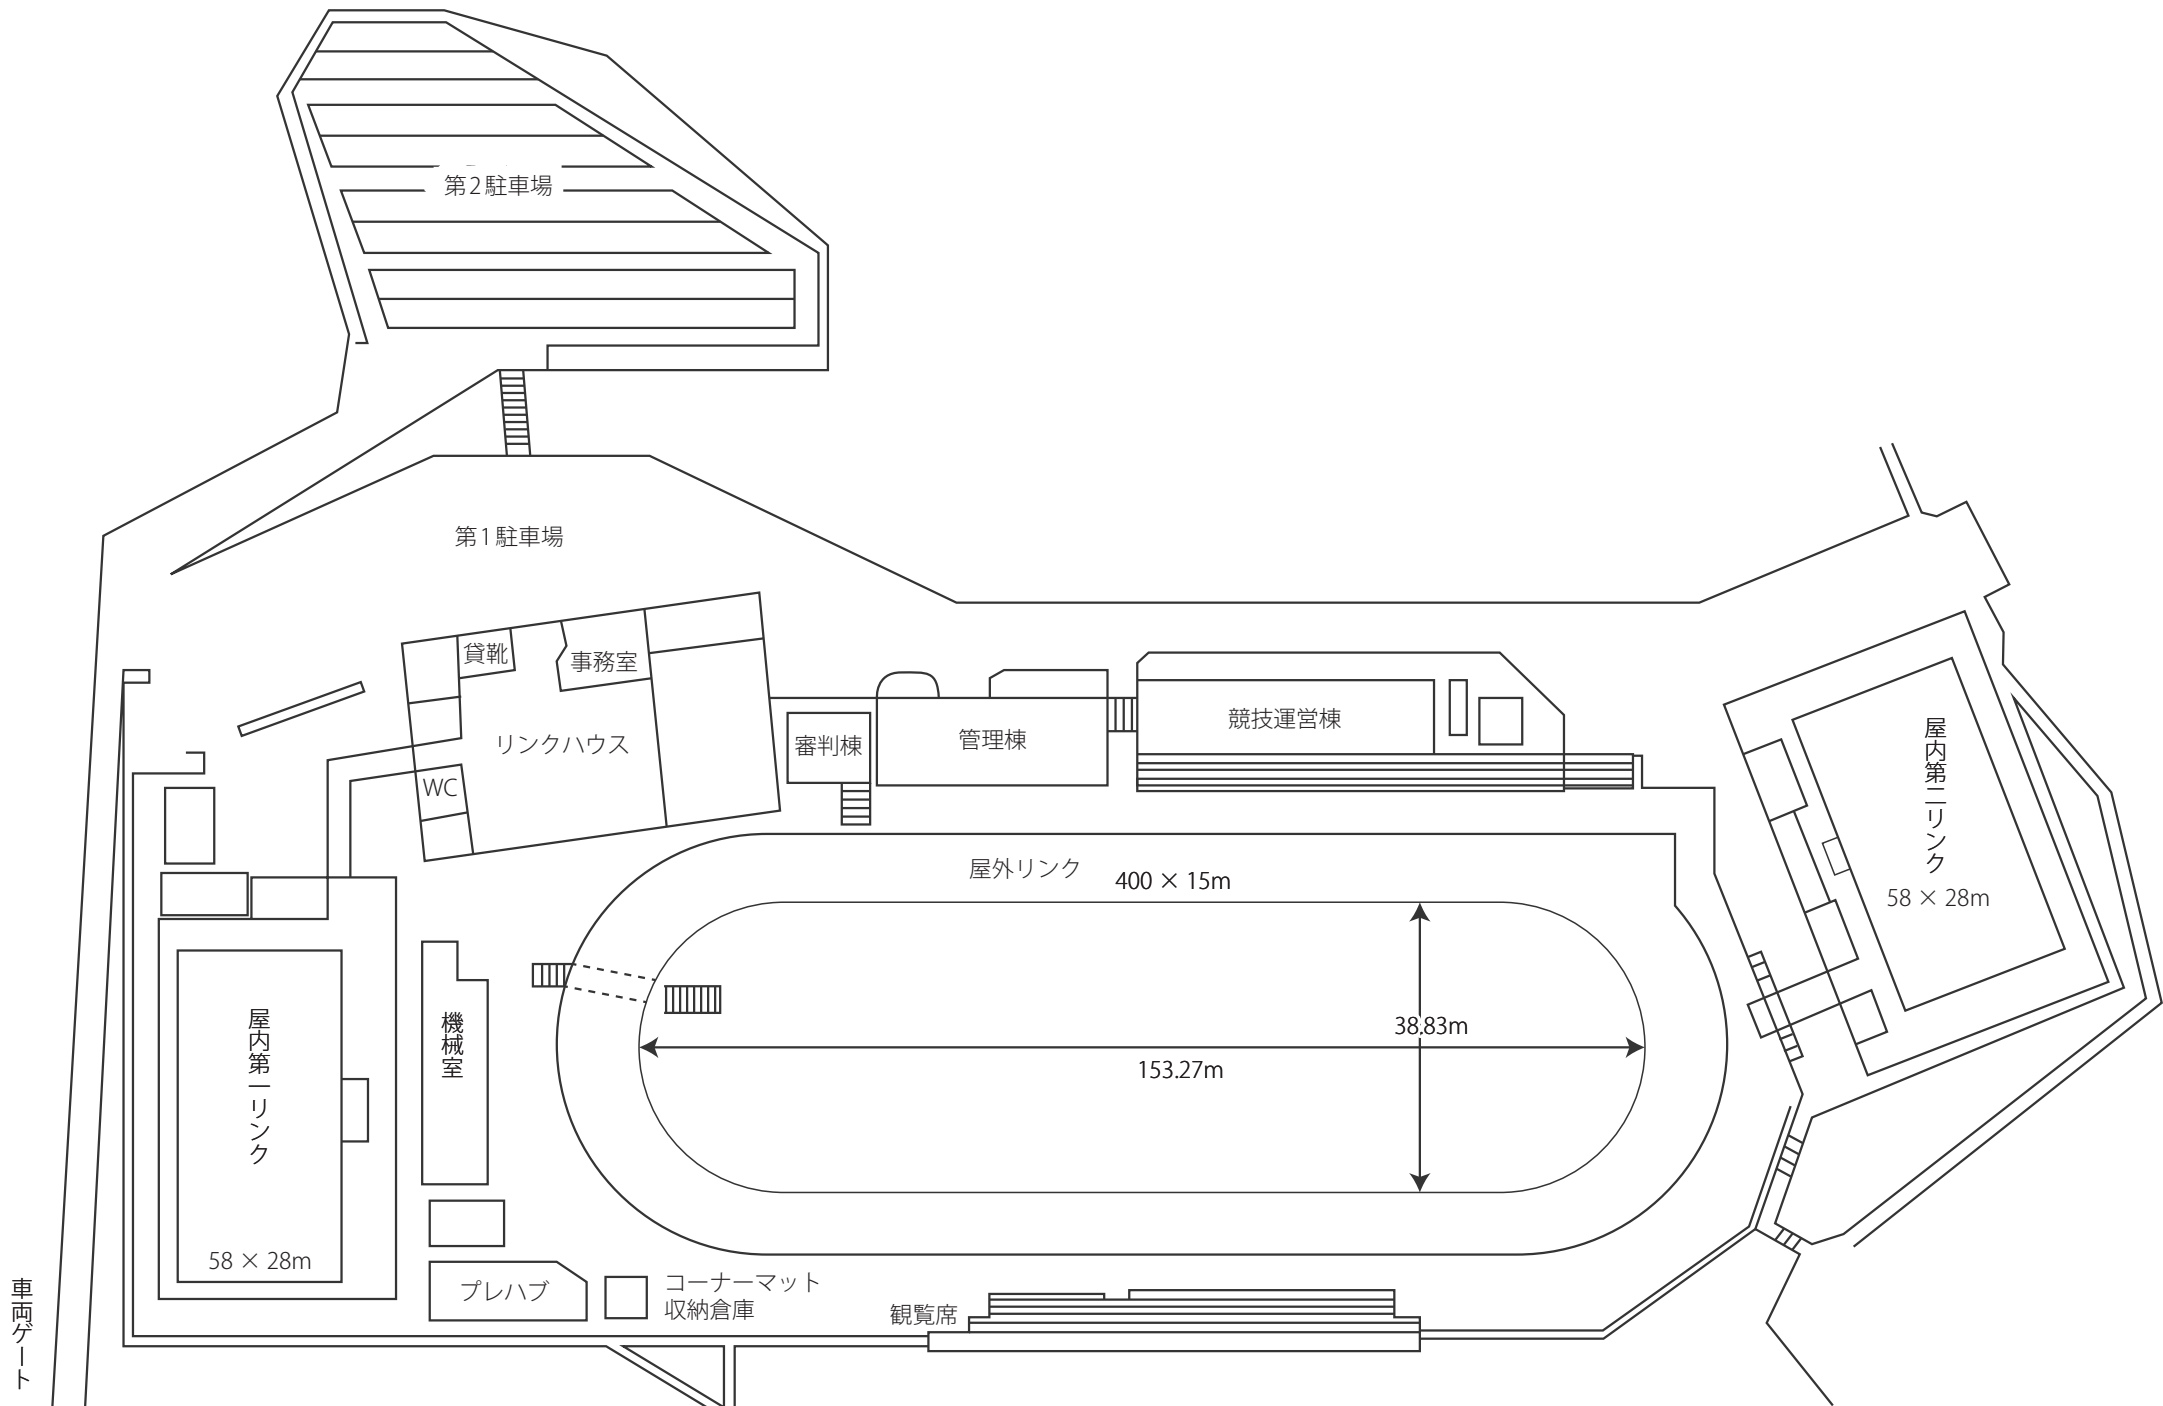 第2駐車場
第1駐車場
貸靴
事務室
リンクハウス
WC
審判棟
管理棟
競技運営棟
屋内第二リンク
58 × 28m
屋外リンク
400 × 15m
38.83m
153.27m
機械室
屋内第一リンク
58 × 28m
プレハブ
コーナーマット
収納倉庫
観覧席
車両ゲート